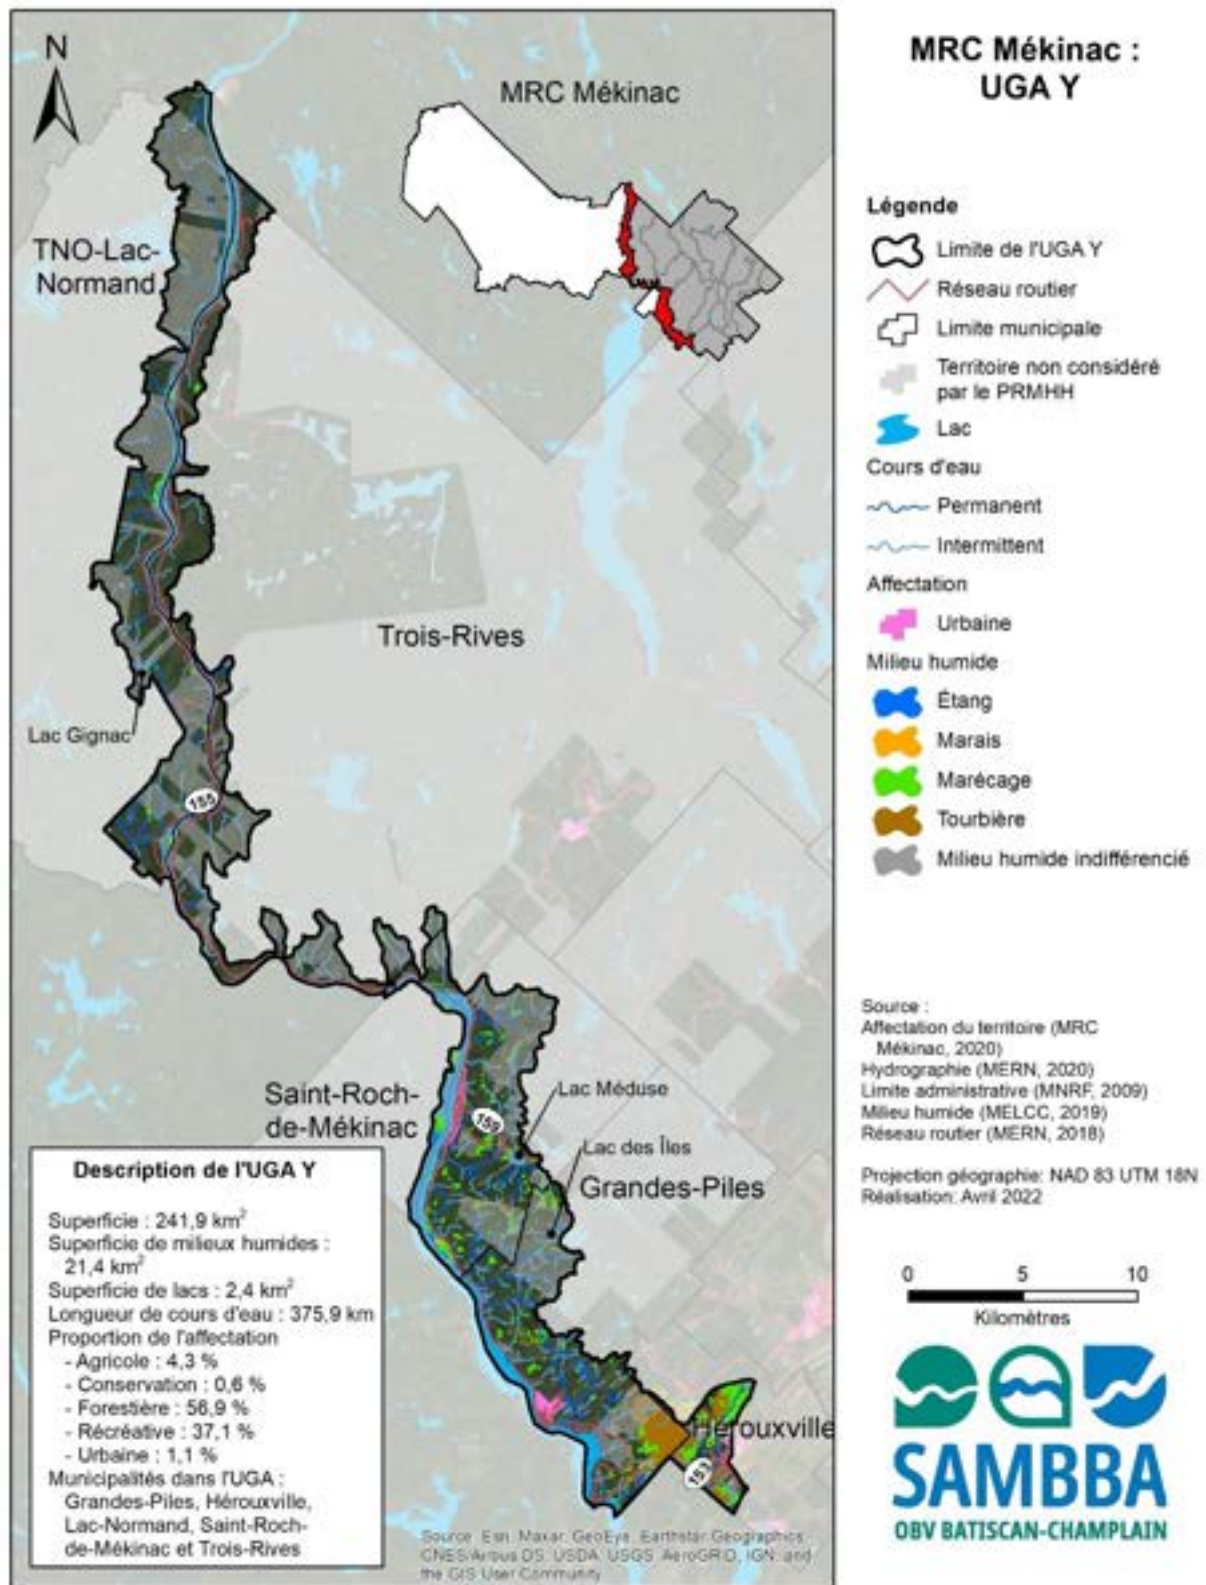 MRC Mékinac :
UGA Y
N
MRC Mékinac
TNO-Lac-
Normand
Trois-Rives
Lac Gignac
155
Saint-Roch-
de-Mékinac
159
Lac Méduse
Lac des Îles
Grandes-Piles
Hérouxville
153
Description de l'UGA Y
Superficie : 241,9 km²
Superficie de milieux humides :
21,4 km²
Superficie de lacs : 2,4 km²
Longueur de cours d'eau : 375,9 km
Proportion de l'affectation
- Agricole : 4,3 %
- Conservation : 0,6 %
- Forestière : 56,9 %
- Récréative : 37,1 %
- Urbaine : 1,1 %
Municipalités dans l'UGA :
Grandes-Piles, Hérouxville,
Lac-Normand, Saint-Roch-
de-Mékinac et Trois-Rives
Source: Esri, Maxar, GeoEye, Earthstar Geographics,
CNES/Airbus DS, USDA, USGS, AeroGRID, IGN, and
the GIS User Community
Légende
Limite de l'UGA Y
Réseau routier
Limite municipale
Territoire non considéré
par le PRMHH
Lac
Cours d'eau
Permanent
Intermittent
Affectation
Urbaine
Milieu humide
Étang
Marais
Marécage
Tourbière
Milieu humide indifférencié
Source :
Affectation du territoire (MRC
Mékinac, 2020)
Hydrographie (MERN, 2020)
Limite administrative (MNRF, 2009)
Milieu humide (MELCC, 2019)
Réseau routier (MERN, 2018)
Projection géographie: NAD 83 UTM 18N
Réalisation: Avril 2022
0 5 10
Kilomètres
SAMBBA
OBV BATISCAN-CHAMPLAIN